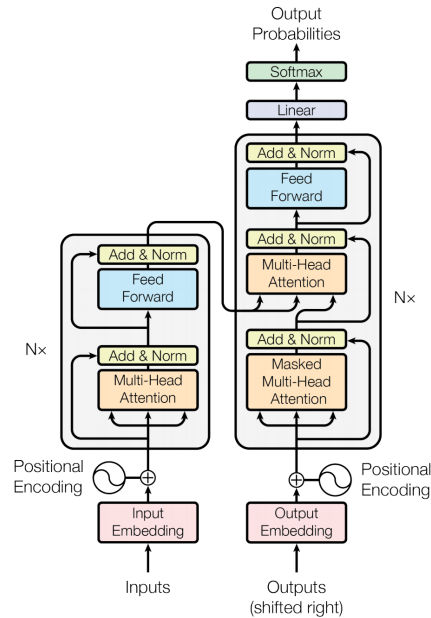 Output
Probabilities
Softmax
Linear
Add & Norm
Feed
Forward
Add & Norm
Multi-Head
Attention
Add & Norm
Masked
Multi-Head
Attention
N×
Add & Norm
Feed
Forward
N×
Add & Norm
Multi-Head
Attention
Positional
Encoding
Positional
Encoding
Input
Embedding
Output
Embedding
Inputs
Outputs
(shifted right)